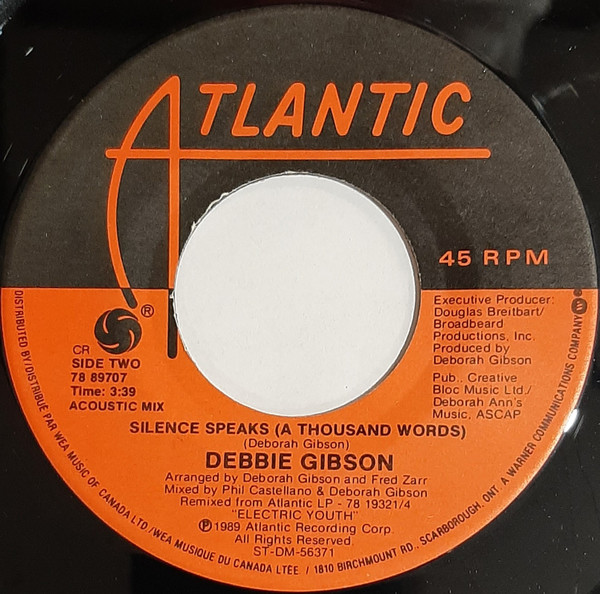 ATLANTIC
45 RPM
®
CR
SIDE TWO
78 89707
Time: 3:39
ACOUSTIC MIX
Executive Producer:
Douglas Breitbart/
Broadbeard
Productions, Inc.
Produced by
Deborah Gibson
Pub.. Creative
Bloc Music Ltd./
Deborah Ann's
Music, ASCAP
SILENCE SPEAKS (A THOUSAND WORDS)
(Deborah Gibson)
DEBBIE GIBSON
Arranged by Deborah Gibson and Fred Zarr
Mixed by Phil Castellano & Deborah Gibson
Remixed from Atlantic LP - 78 19321/4
"ELECTRIC YOUTH"
℗1989 Atlantic Recording Corp.
All Rights Reserved.
ST-DM-56371
DISTRIBUTED BY/DISTRIBUE PAR WEA MUSIC OF CANADA LTD./WEA MUSIQUE DU CANADA LTÉE. / 1810 BIRCHMOUNT RD., SCARBOROUGH, ONT. A WARNER COMMUNICATIONS COMPANY